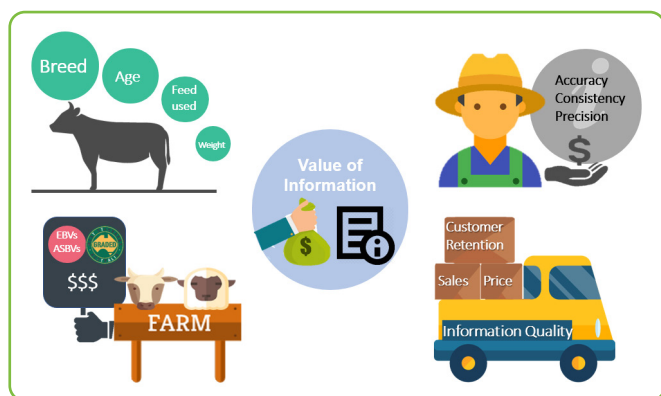 Breed
Age
Feed
used
Weight
Accuracy
Consistency
Precision
$
Value of
Information
$
i
EBVs
ASBVs
GRADED
$$$
FARM
Customer
Retention
Sales
Price
Information Quality